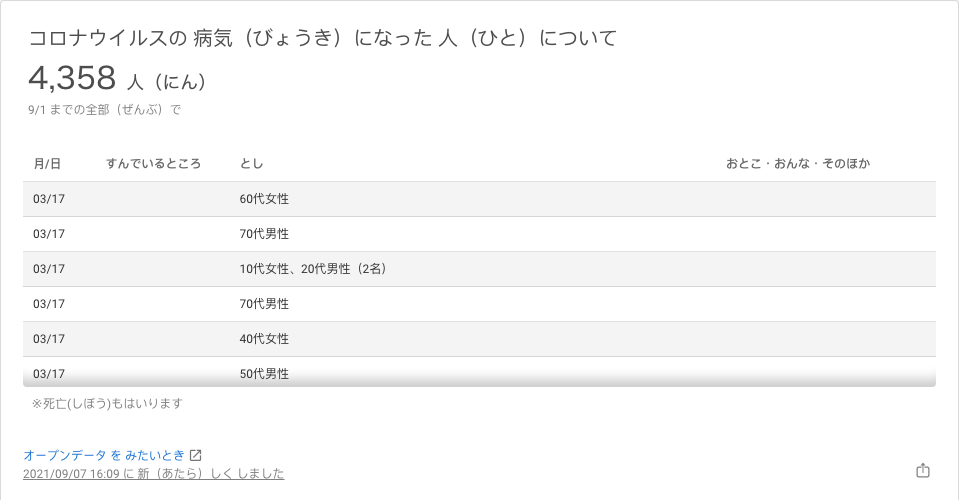 コロナウイルスの 病気（びょうき）になった 人（ひと）について
4,358 人（にん）
9/1 までの全部（ぜんぶ）で
月/日 すんでいるところ とし おとこ・おんな・そのほか
03/17 60代女性
03/17 70代男性
03/17 10代女性、20代男性（2名）
03/17 70代男性
03/17 40代女性
03/17 50代男性
※死亡(しぼう)もはいります
オープンデータ を みたいとき
2021/09/07 16:09 に 新（あたら）しく しました